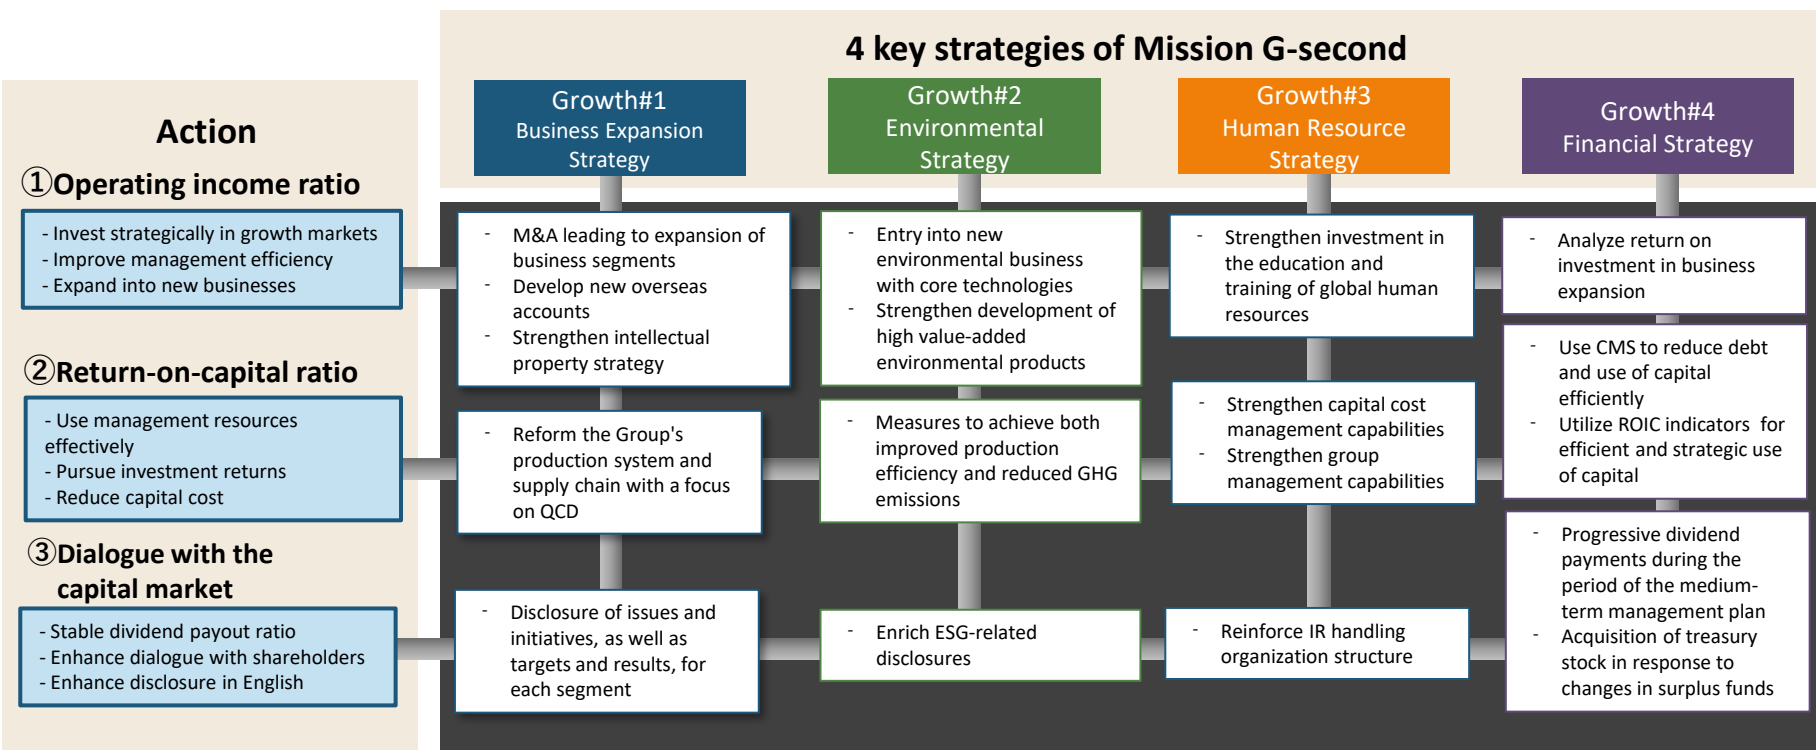 4 key strategies of Mission G-second
Growth#1
Business Expansion
Strategy
Growth#2
Environmental
Strategy
Growth#3
Human Resource
Strategy
Growth#4
Financial Strategy
Action
①Operating income ratio
- Invest strategically in growth markets
- Improve management efficiency
- Expand into new businesses
- M&A leading to expansion of
business segments
- Develop new overseas
accounts
- Strengthen intellectual
property strategy
- Entry into new
environmental business
with core technologies
- Strengthen development of
high value-added
environmental products
- Strengthen investment in
the education and
training of global human
resources
- Analyze return on
investment in business
expansion
②Return-on-capital ratio
- Use management resources
effectively
- Pursue investment returns
- Reduce capital cost
- Reform the Group's
production system and
supply chain with a focus
on QCD
- Measures to achieve both
improved production
efficiency and reduced GHG
emissions
- Strengthen capital cost
management capabilities
- Strengthen group
management capabilities
- Use CMS to reduce debt
and use of capital
efficiently
- Utilize ROIC indicators for
efficient and strategic use
of capital
③Dialogue with the
capital market
- Stable dividend payout ratio
- Enhance dialogue with shareholders
- Enhance disclosure in English
- Disclosure of issues and
initiatives, as well as
targets and results, for
each segment
- Enrich ESG-related
disclosures
- Reinforce IR handling
organization structure
- Progressive dividend
payments during the
period of the medium-
term management plan
- Acquisition of treasury
stock in response to
changes in surplus funds